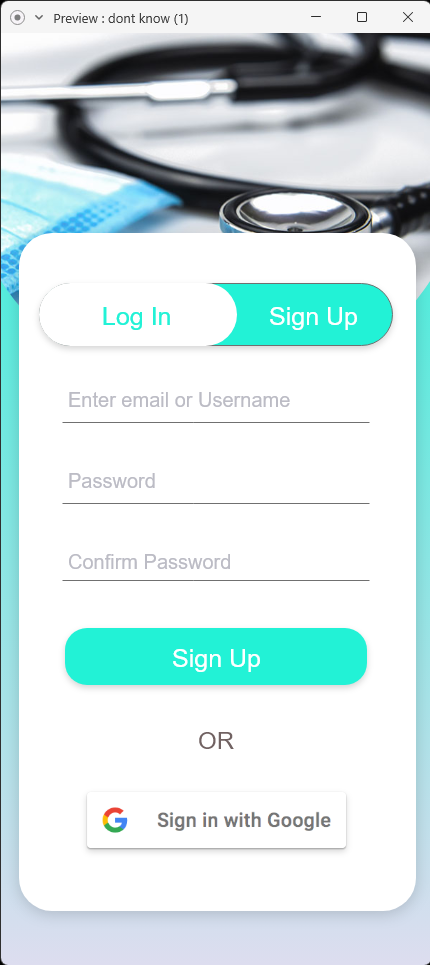 Preview : dont know (1)
Log In
Sign Up
Enter email or Username
Password
Confirm Password
Sign Up
OR
Sign in with Google